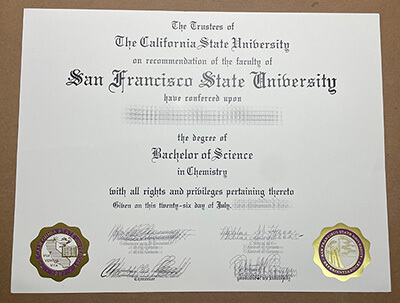 The Trustees of
The California State University
on recommendation of the faculty of
San Francisco State University
have conferred upon
the degree of
Bachelor of Science
in Chemistry
with all rights and privileges pertaining thereto
Given on this twenty-six day of July,